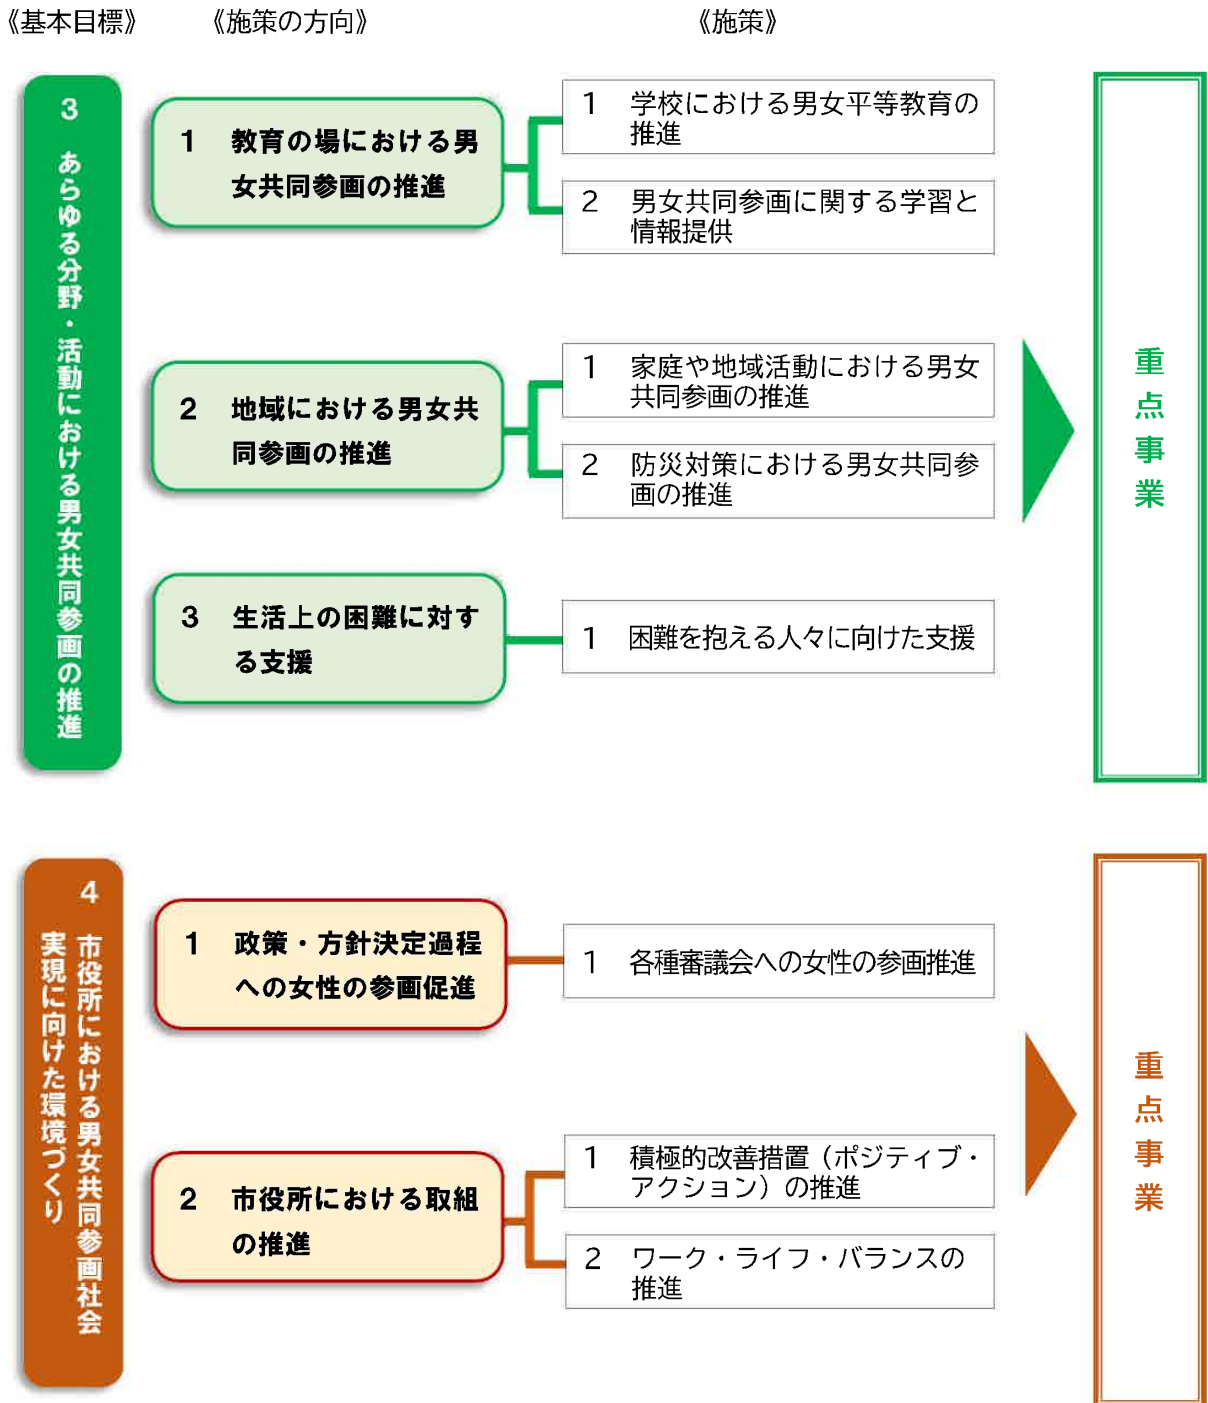 《基本目標》 《施策の方向》 《施策》
3 あらゆる分野・活動における男女共同参画の推進
1 教育の場における男
女共同参画の推進
1 学校における男女平等教育の
推進
2 男女共同参画に関する学習と
情報提供
2 地域における男女共
同参画の推進
1 家庭や地域活動における男女
共同参画の推進
2 防災対策における男女共同参
画の推進
3 生活上の困難に対す
る支援
1 困難を抱える人々に向けた支援
重点事業
4 市役所における男女共同参画社会
実現に向けた環境づくり
1 政策・方針決定過程
への女性の参画促進
1 各種審議会への女性の参画推進
2 市役所における取組
の推進
1 積極的改善措置（ポジティブ・
アクション）の推進
2 ワーク・ライフ・バランスの
推進
重点事業